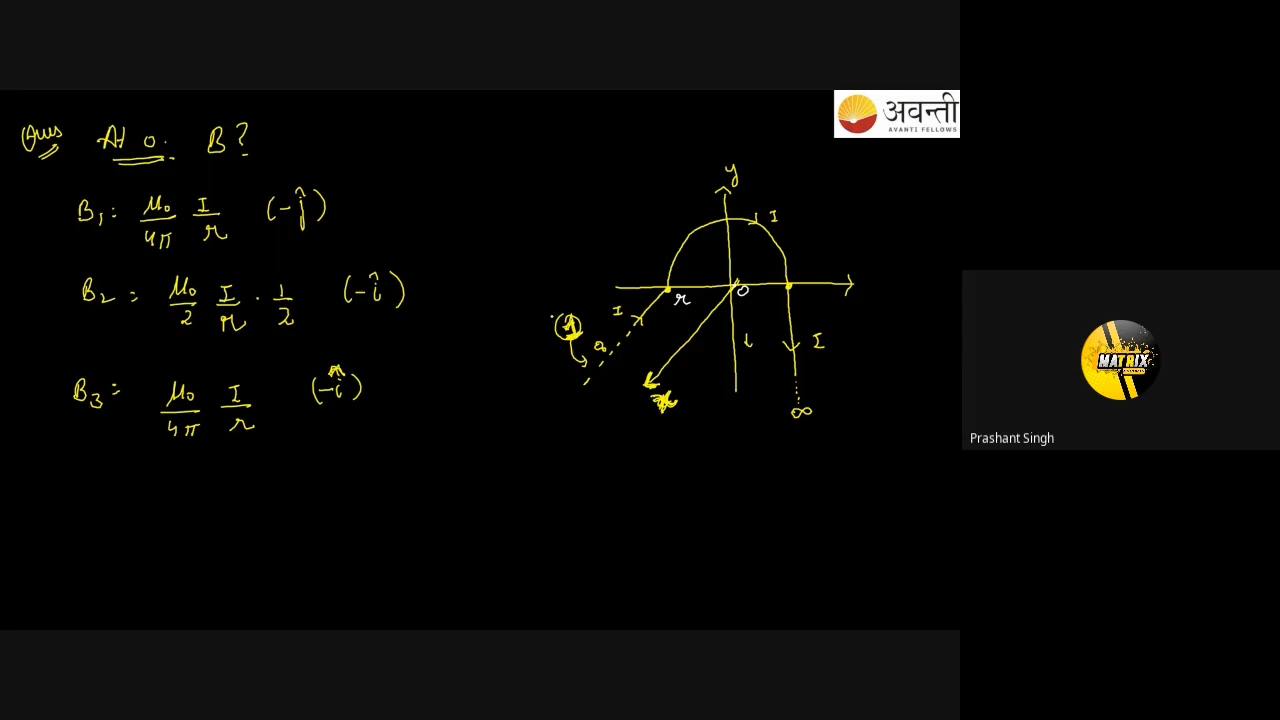 Ques At o. B?
B₁ = μ₀/4π I/r (-ĵ)
B₂ = μ₀/2 I/r · 1/2 (-î)
B₃ = μ₀/4π I/r (-î)
अवन्ती
AVANTI FELLOWS
y
I
r
O
I
I
∞
∞
MATRIX
Prashant Singh